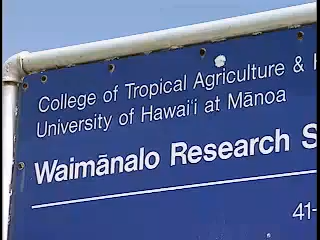 College of Tropical Agriculture &
University of Hawai‘i at Mānoa
Waimānalo Research S
41-